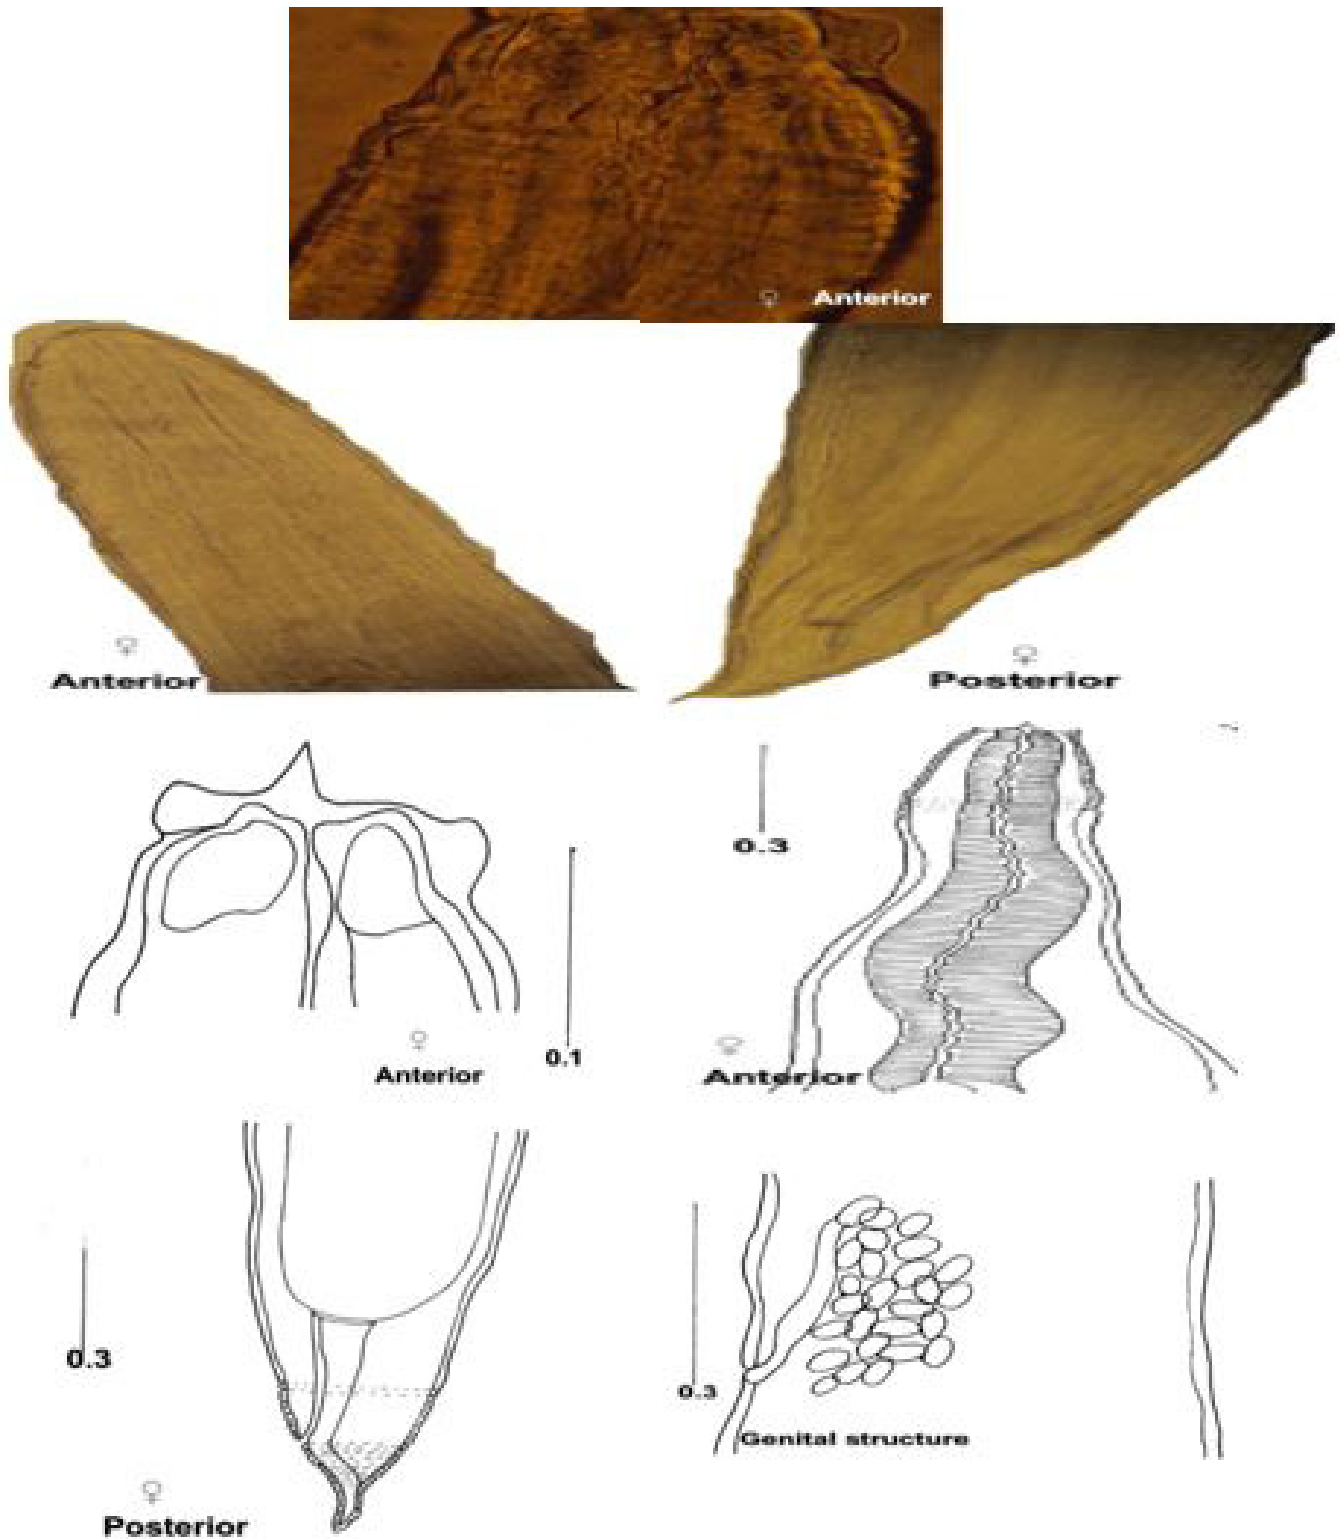 ♀ Anterior
♀
Anterior
♀
Posterior
0.3
♀
Anterior
0.1
♀
Anterior
0.3
0.3
Genital structure
♀
Posterior